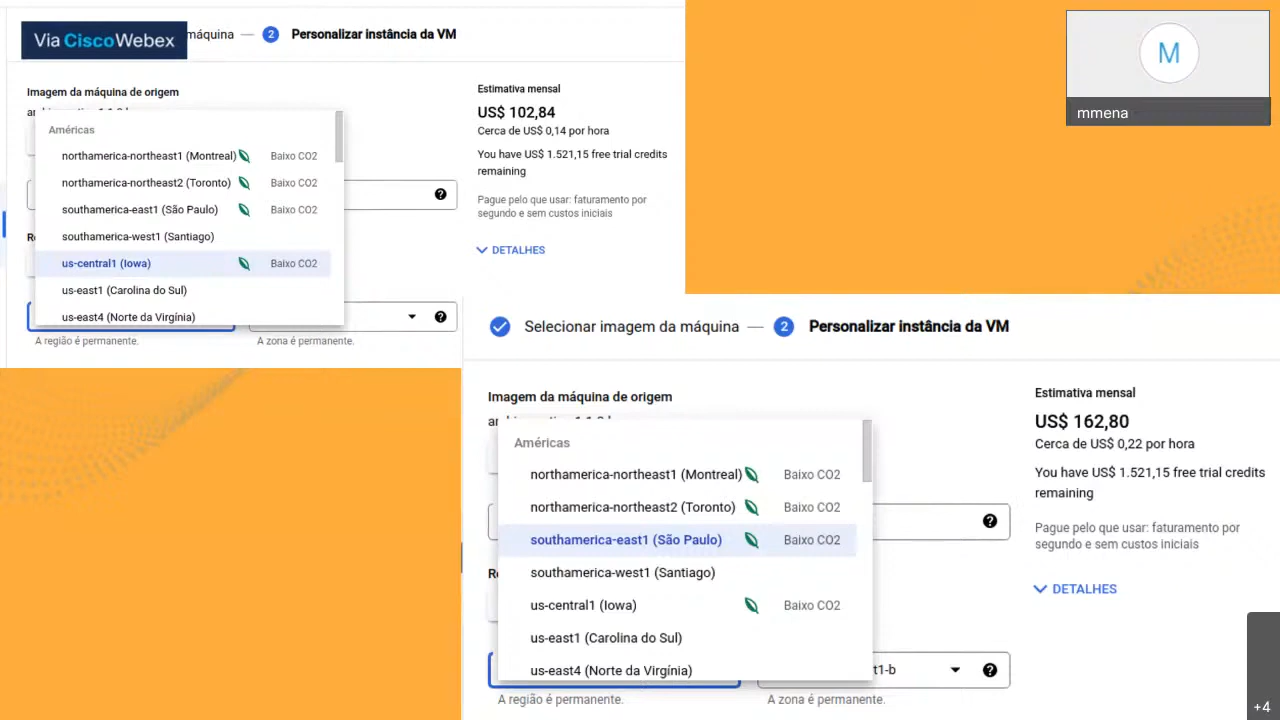 Via Cisco Webex
máquina — 2 Personalizar instância da VM
Imagem da máquina de origem
Américas
northamerica-northeast1 (Montreal) Baixo CO2
northamerica-northeast2 (Toronto) Baixo CO2
southamerica-east1 (São Paulo) Baixo CO2
southamerica-west1 (Santiago)
us-central1 (Iowa) Baixo CO2
us-east1 (Carolina do Sul)
us-east4 (Norte da Virgínia)
A região é permanente.
A zona é permanente.
Estimativa mensal
US$ 102,84
Cerca de US$ 0,14 por hora
You have US$ 1.521,15 free trial credits
remaining
Pague pelo que usar: faturamento por
segundo e sem custos iniciais
DETALHES
M
mmena
Selecionar imagem da máquina — 2 Personalizar instância da VM
Imagem da máquina de origem
Américas
northamerica-northeast1 (Montreal) Baixo CO2
northamerica-northeast2 (Toronto) Baixo CO2
southamerica-east1 (São Paulo) Baixo CO2
southamerica-west1 (Santiago)
us-central1 (Iowa) Baixo CO2
us-east1 (Carolina do Sul)
us-east4 (Norte da Virgínia)
t1-b
A região é permanente.
A zona é permanente.
Estimativa mensal
US$ 162,80
Cerca de US$ 0,22 por hora
You have US$ 1.521,15 free trial credits
remaining
Pague pelo que usar: faturamento por
segundo e sem custos iniciais
DETALHES
+4